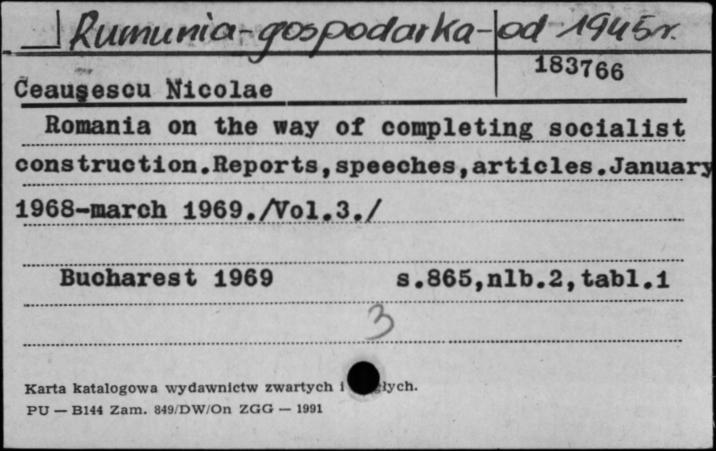 Rumunia-gospodarka-od 1945r.
183766
Ceauşescu Nicolae
Romania on the way of completing socialist
construction.Reports,speeches,articles.January
1968-march 1969./Vol.3./
Bucharest 1969 s.865,nlb.2,tabl.1
3
Karta katalogowa wydawnictw zwartych i łych.
PU — B144 Zam. 849/DW/On ZGG — 1991